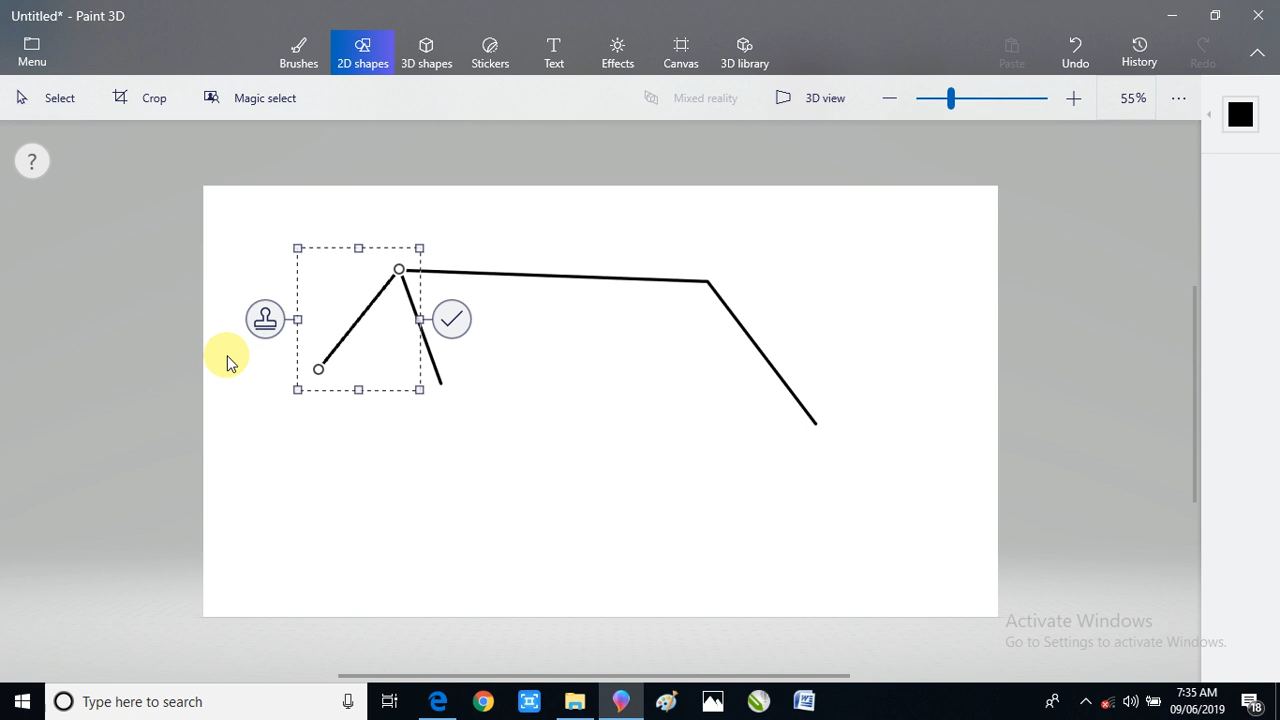 Untitled* - Paint 3D
Menu
Brushes
2D shapes
3D shapes
Stickers
Text
Effects
Canvas
3D library
Paste
Undo
History
Redo
Select
Crop
Magic select
Mixed reality
3D view
55%
?
Activate Windows
Go to Settings to activate Windows.
Type here to search
7:35 AM
09/06/2019
18